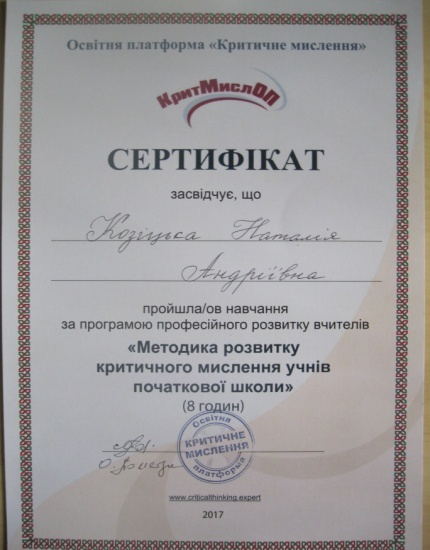 Освітня платформа «Критичне мислення»
КритМислОП
СЕРТИФІКАТ
засвідчує, що
Козіцька Наталія
Андріївна
пройшла/ов навчання
за програмою професійного розвитку вчителів
«Методика розвитку
критичного мислення учнів
початкової школи»
(8 годин)
Освітня
КРИТИЧНЕ
МИСЛЕННЯ
платформа
www.criticalthinking.expert
2017